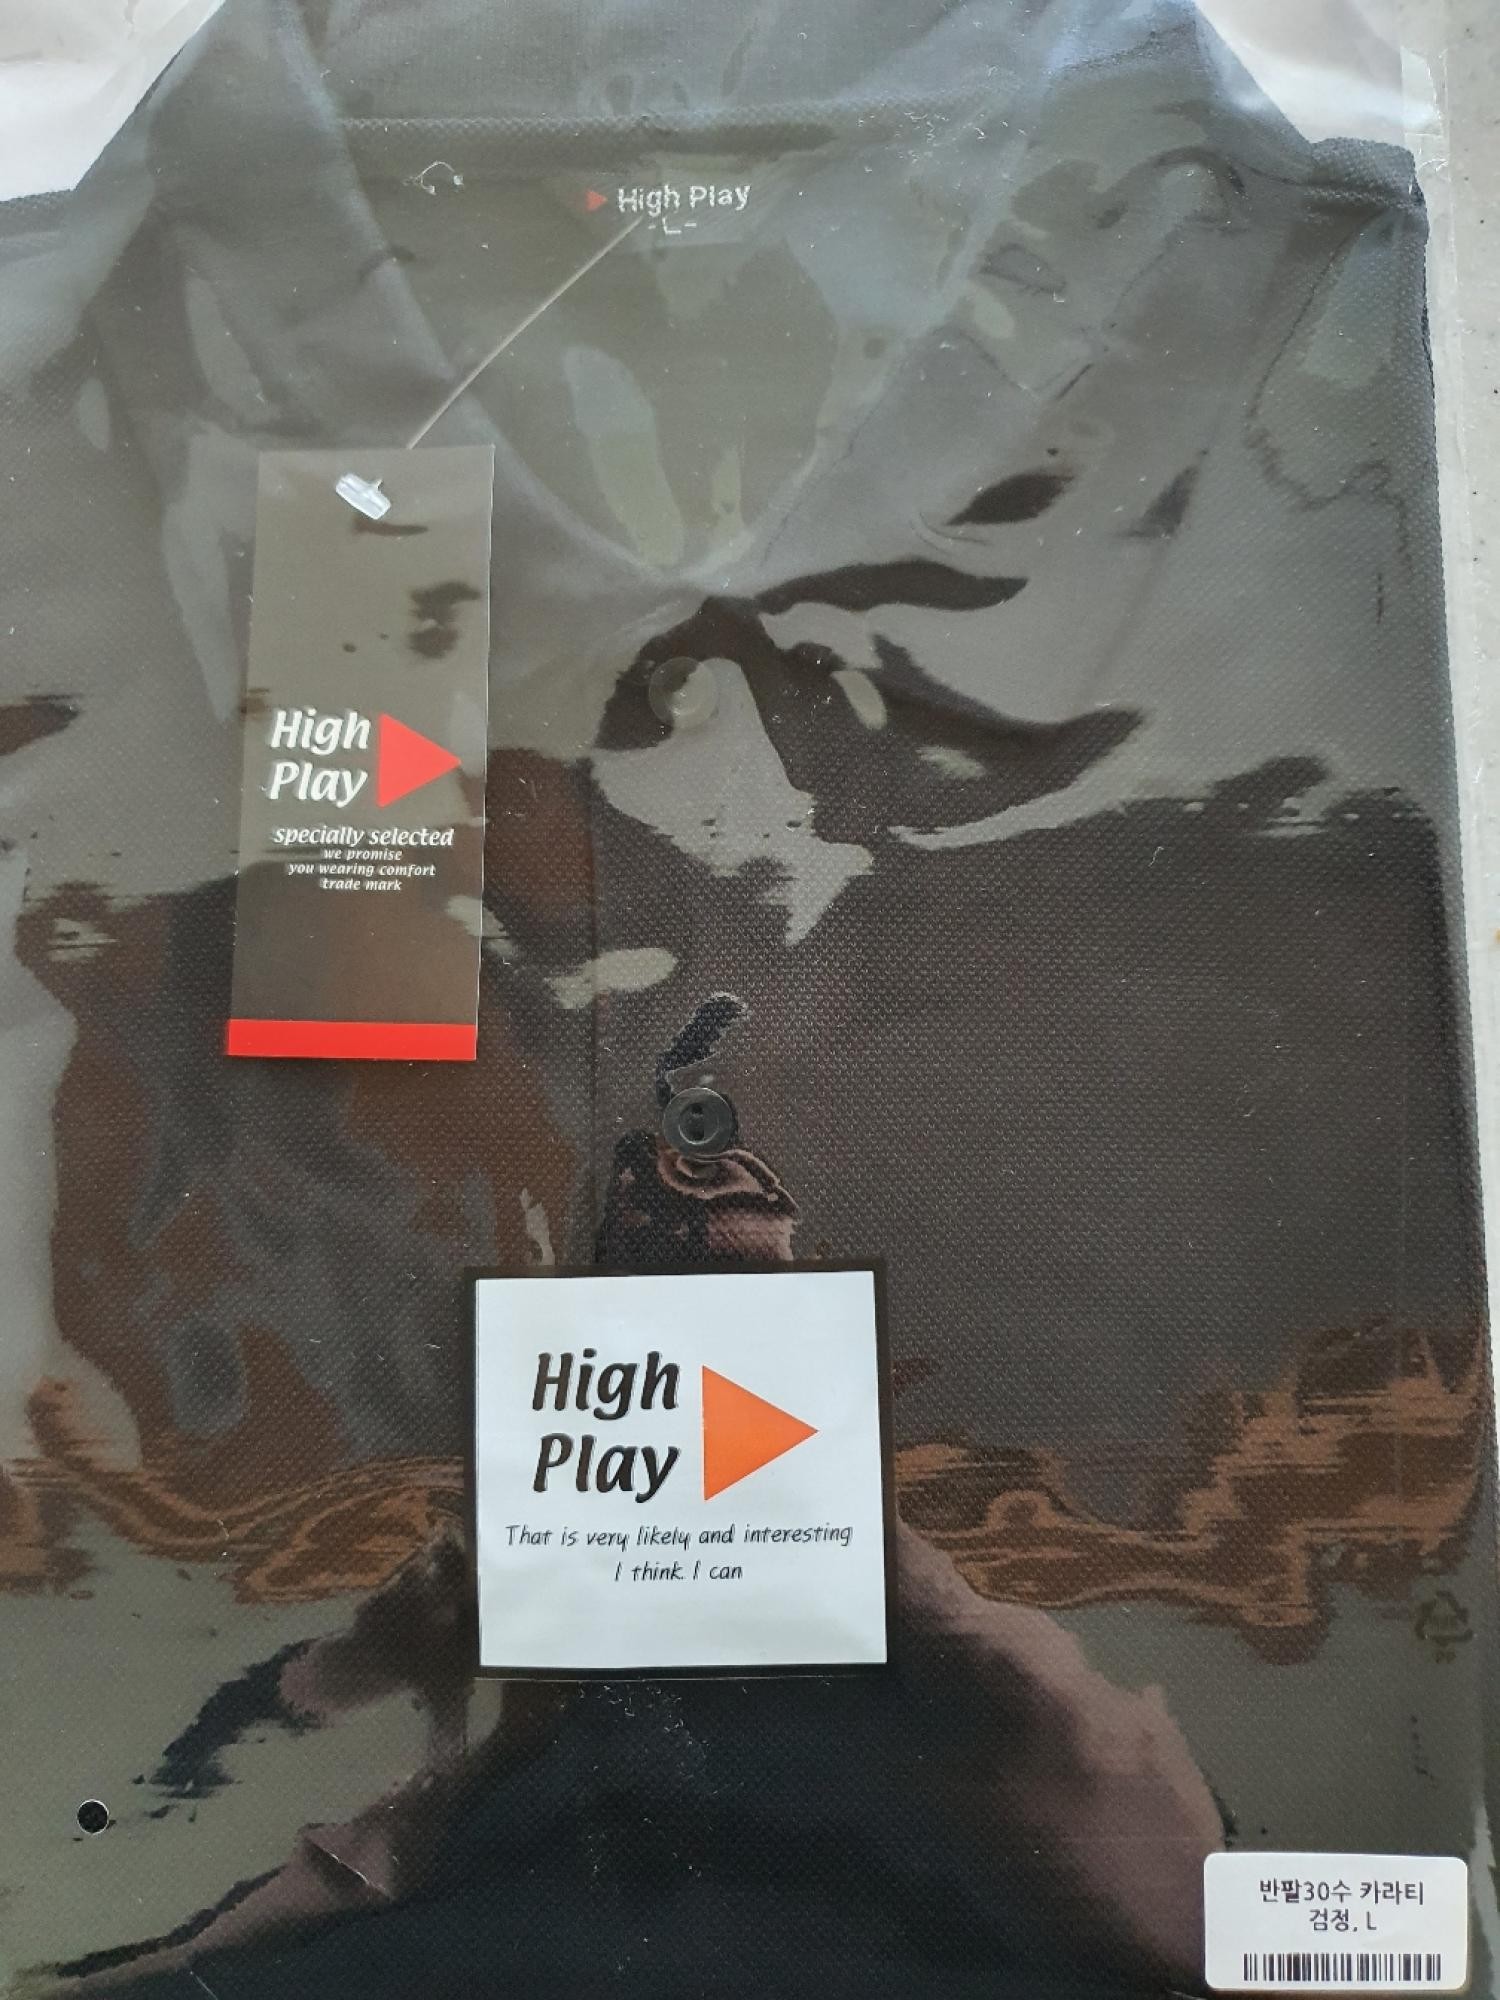 High Play
-L-
High
Play
specially selected
we promise
you wearing comfort
trade mark
High
Play
That is very likely and interesting
I think I can
반팔30수 카라티
검정, L